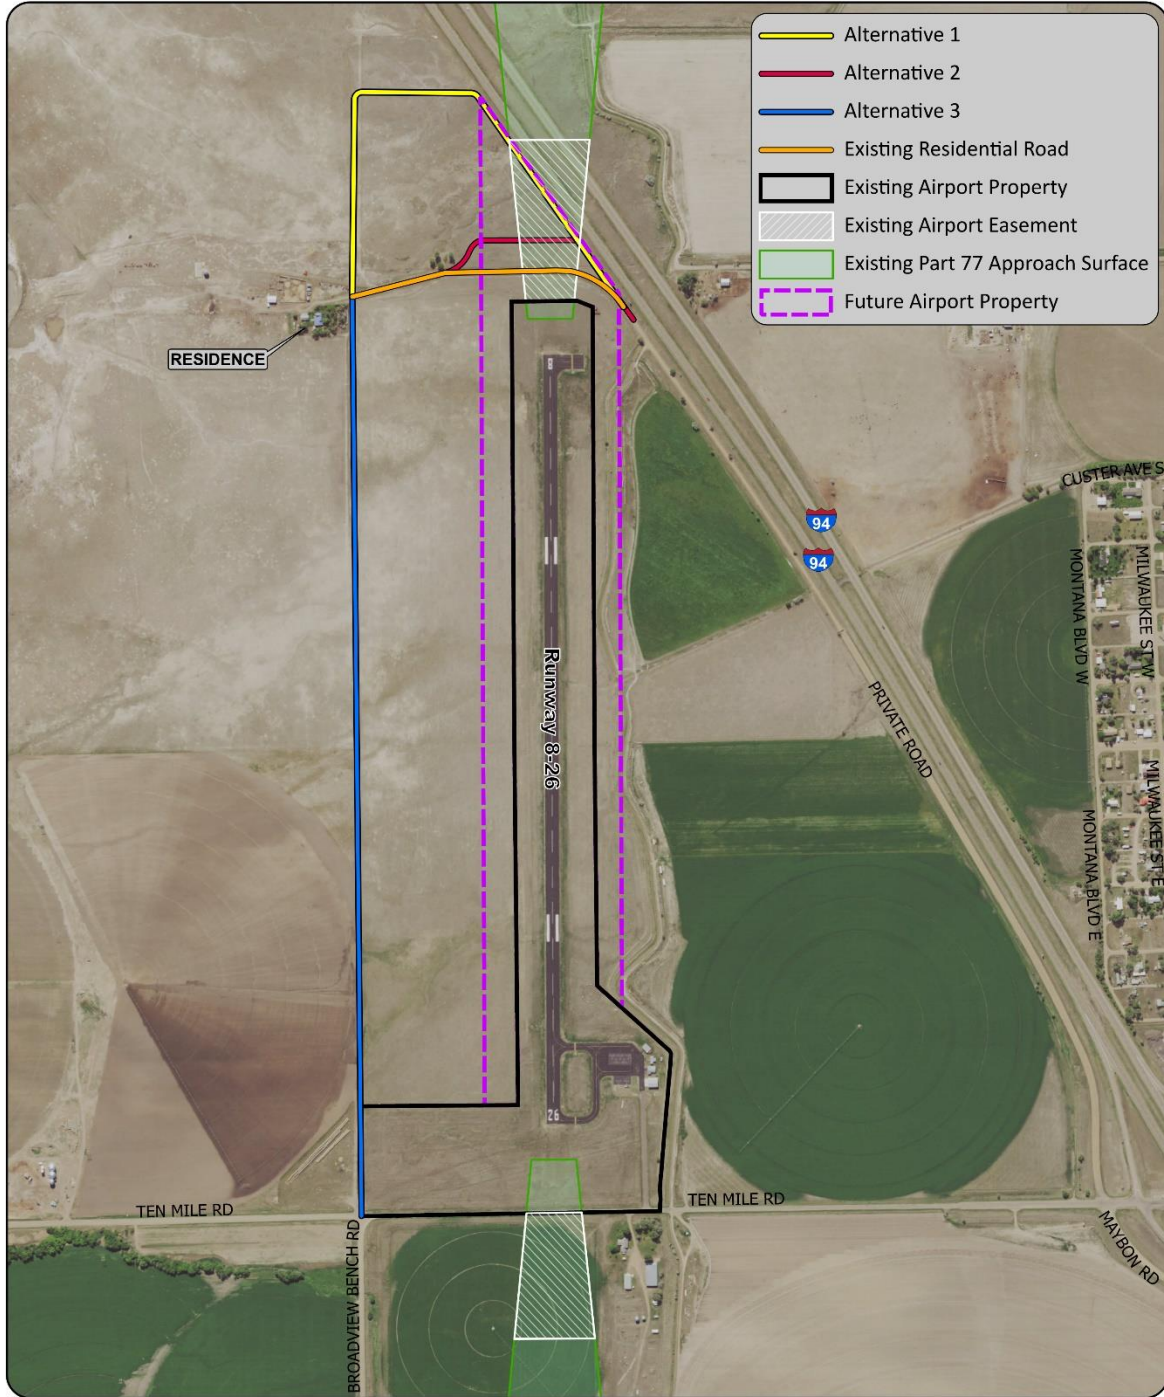 Alternative 1
Alternative 2
Alternative 3
Existing Residential Road
Existing Airport Property
Existing Airport Easement
Existing Part 77 Approach Surface
Future Airport Property
RESIDENCE
8
CUSTER AVE S
94
94
MONTANA BLVD W
MILWAUKEE ST W
Runway 8-26
PRIVATE ROAD
MILWAUKEE ST E
MONTANA BLVD E
26
TEN MILE RD
TEN MILE RD
BROADVIEW BENCH RD
MAYBON RD